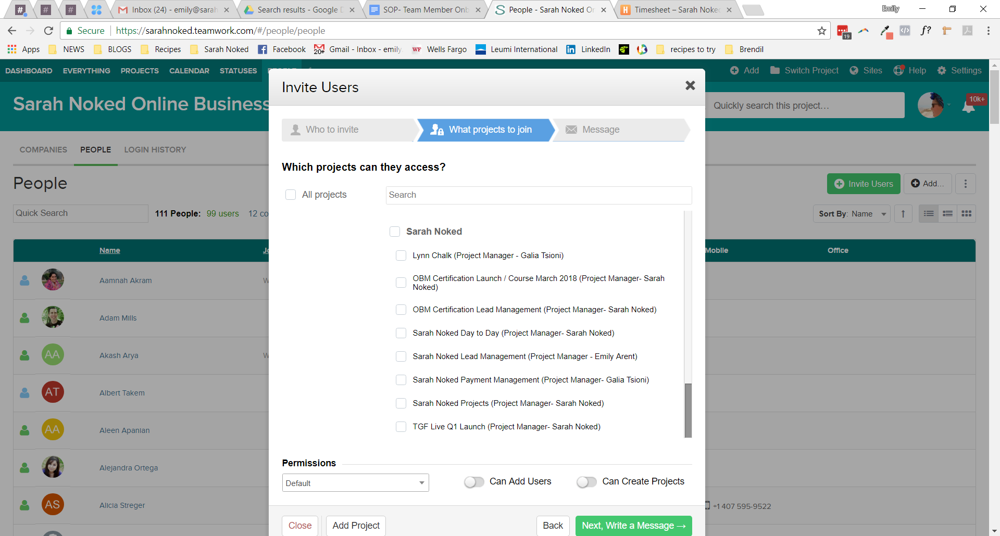 Inbox (24) - emily@sarah
Search results - Google D
SOP- Team Member Onb
People - Sarah Noked On
Timesheet – Sarah Noked
Emily
Secure
https://sarahnoked.teamwork.com/#/people/people
19
Apps
NEWS
BLOGS
Recipes
Sarah Noked
Facebook
20+
Gmail - Inbox - emily
WF
Wells Fargo
Leumi International
LinkedIn
recipes to try
Brendil
DASHBOARD
EVERYTHING
PROJECTS
CALENDAR
STATUSES
Add
Switch Project
Sites
Help
Settings
Sarah Noked Online Business
Quickly search this project…
10k+
COMPANIES
PEOPLE
LOGIN HISTORY
People
Invite Users
Add...
Quick Search
111 People:
99 users
12 co
Sort By: Name
Name
Mobile
Office
Aamnah Akram
W
Adam Mills
AA
Akash Arya
W
AT
Albert Takem
AA
Aleen Apanian
Alejandra Ortega
AS
Alicia Streger
+1 407 595-9522
Invite Users
Who to invite
What projects to join
Message
Which projects can they access?
All projects
Search
Sarah Noked
Lynn Chalk (Project Manager - Galia Tsioni)
OBM Certification Launch / Course March 2018 (Project Manager- Sarah
Noked)
OBM Certification Lead Management (Project Manager- Sarah Noked)
Sarah Noked Day to Day (Project Manager- Sarah Noked)
Sarah Noked Lead Management (Project Manager - Emily Arent)
Sarah Noked Payment Management (Project Manager- Galia Tsioni)
Sarah Noked Projects (Project Manager- Sarah Noked)
TGF Live Q1 Launch (Project Manager- Sarah Noked)
Permissions
Default
Can Add Users
Can Create Projects
Close
Add Project
Back
Next, Write a Message →